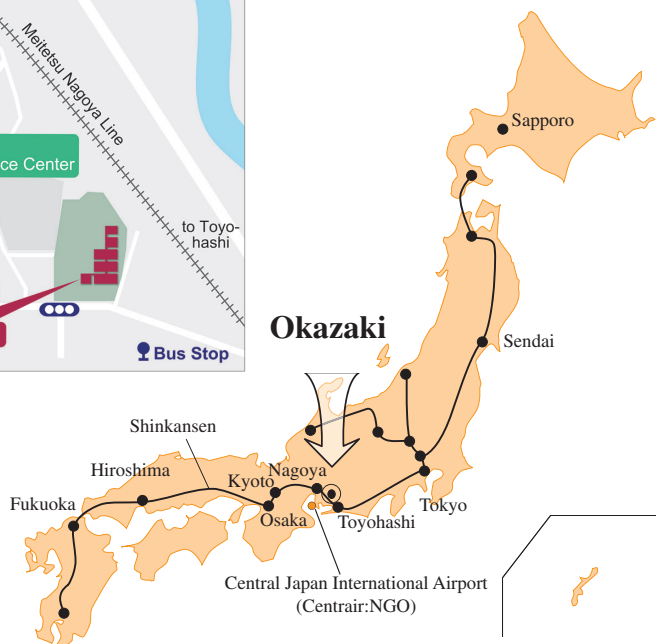 Meitetsu Nagoya Line
ce Center
to Toyo-
hashi
Bus Stop
Okazaki
Sapporo
Sendai
Shinkansen
Hiroshima
Kyoto
Nagoya
Fukuoka
Osaka
Toyohashi
Tokyo
Central Japan International Airport
(Centrair:NGO)